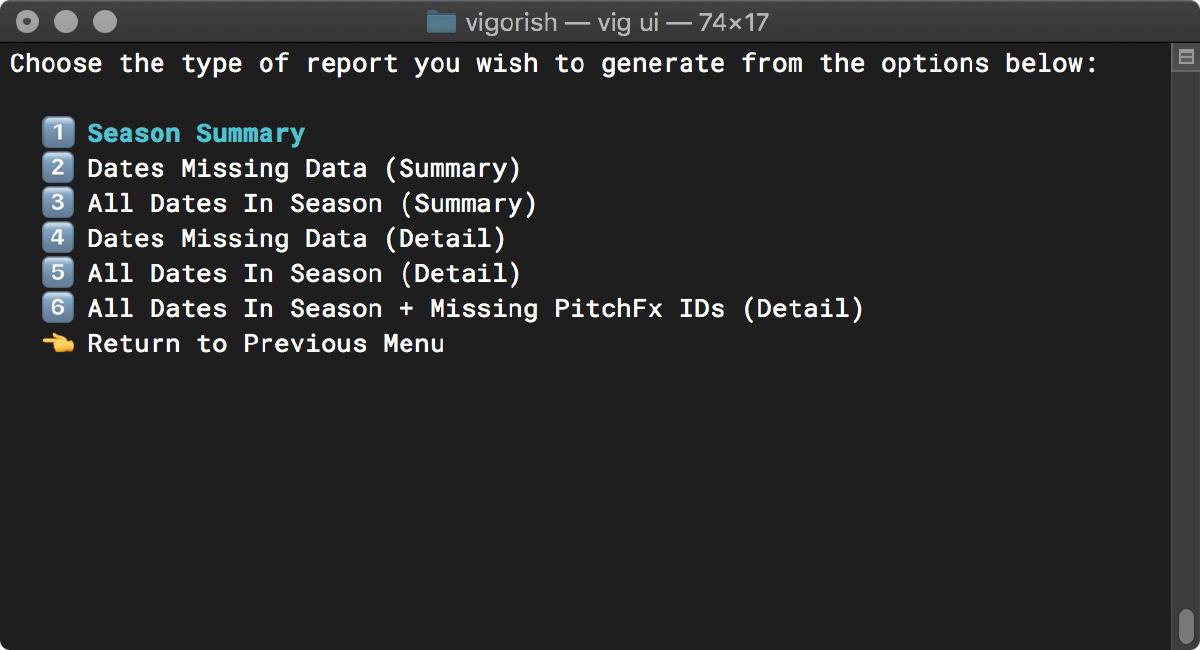 vigorish — vig ui — 74×17
Choose the type of report you wish to generate from the options below:
1 Season Summary
2 Dates Missing Data (Summary)
3 All Dates In Season (Summary)
4 Dates Missing Data (Detail)
5 All Dates In Season (Detail)
6 All Dates In Season + Missing PitchFx IDs (Detail)
Return to Previous Menu